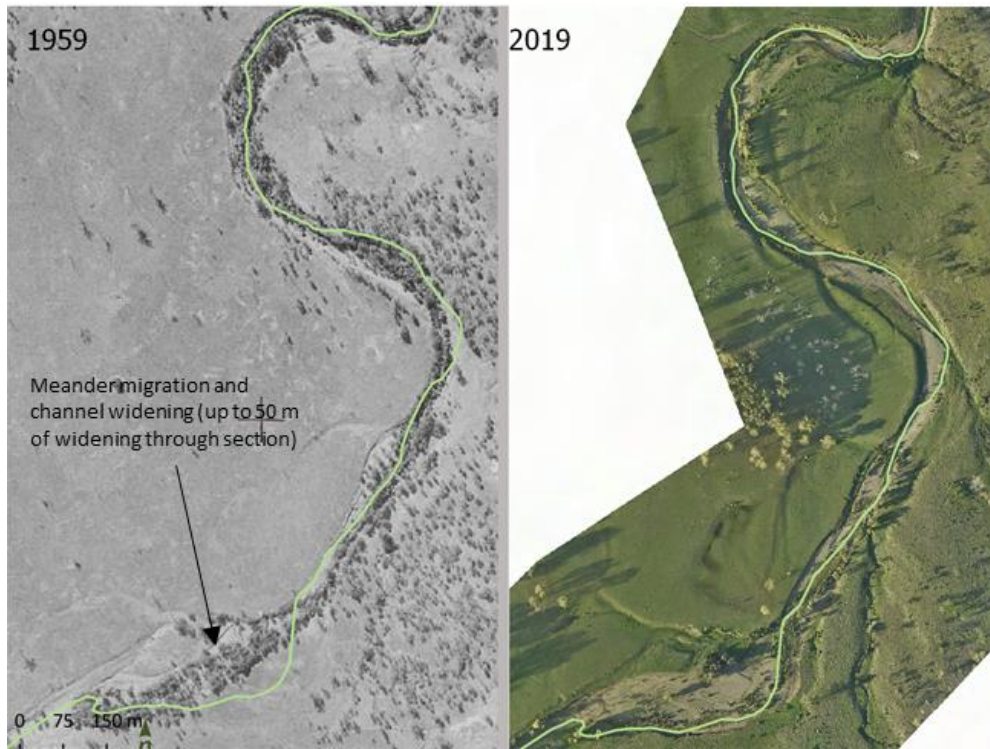 1959
2019
Meander migration and
channel widening (up to 50 m
of widening through section)
0 75 150 m